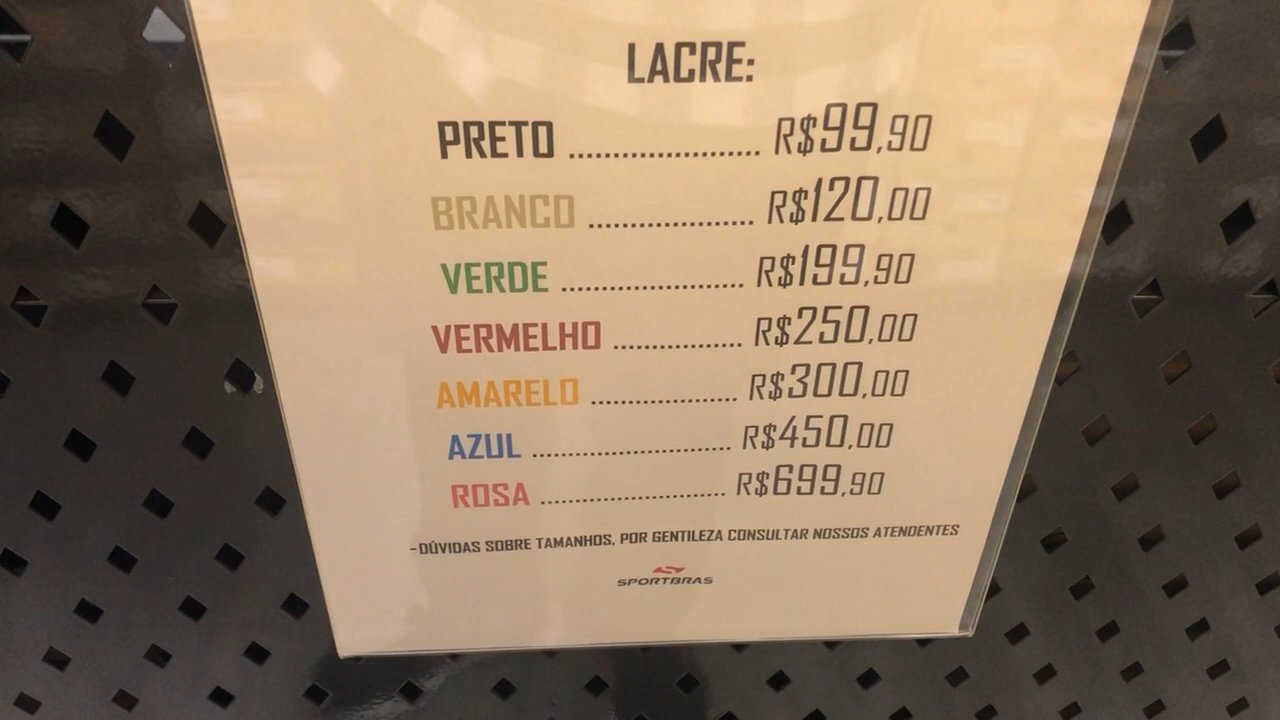 LACRE:
PRETO .................... R$99,90
BRANCO .................. R$120,00
VERDE .................... R$199,90
VERMELHO .............. R$250,00
AMARELO ................. R$300,00
AZUL ....................... R$450,00
ROSA ...................... R$699,90
-DÚVIDAS SOBRE TAMANHOS, POR GENTILEZA CONSULTAR NOSSOS ATENDENTES
SPORTBRAS